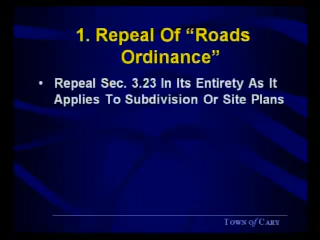 1. Repeal Of “Roads
Ordinance”
• Repeal Sec. 3.23 In Its Entirety As It
Applies To Subdivision Or Site Plans
TOWN of CARY